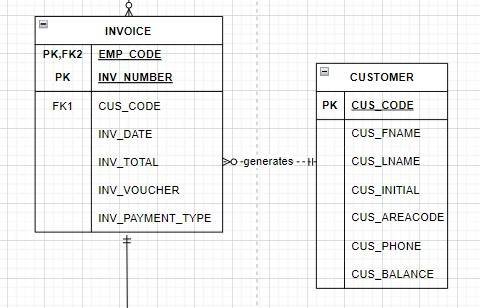 INVOICE
PK,FK2 EMP_CODE
PK INV_NUMBER
FK1 CUS_CODE
INV_DATE
INV_TOTAL
INV_VOUCHER
INV_PAYMENT_TYPE
generates
CUSTOMER
PK CUS_CODE
CUS_FNAME
CUS_LNAME
CUS_INITIAL
CUS_AREACODE
CUS_PHONE
CUS_BALANCE